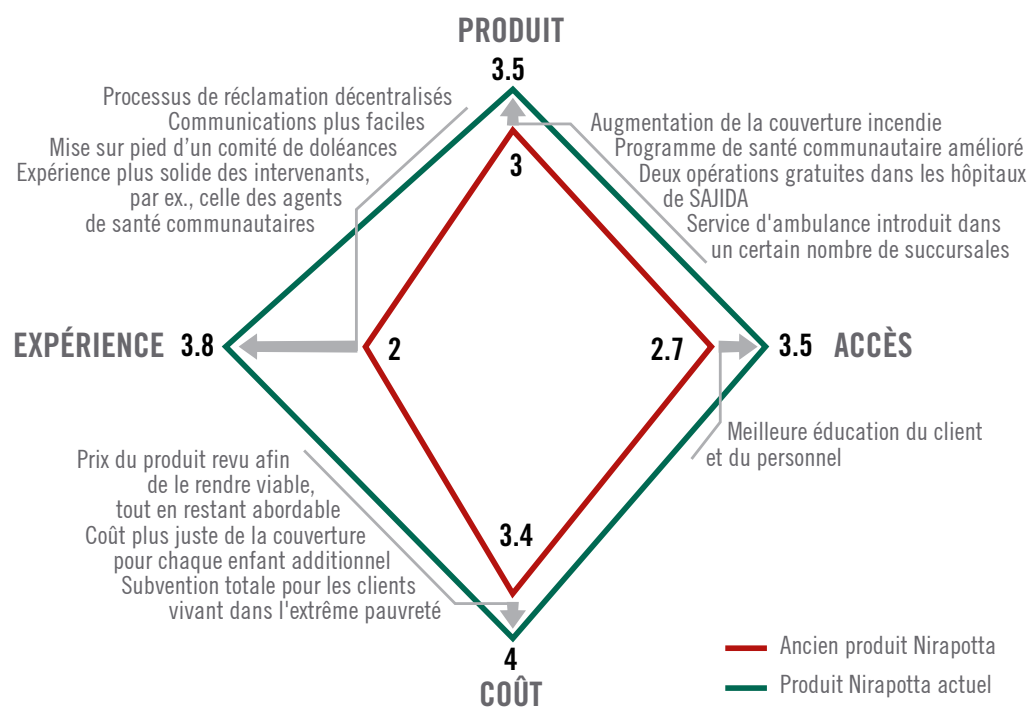 PRODUIT
3.5
Processus de réclamation décentralisés
Communications plus faciles
Mise sur pied d’un comité de doléances
Expérience plus solide des intervenants,
par ex., celle des agents
de santé communautaires
Augmentation de la couverture incendie
Programme de santé communautaire amélioré
Deux opérations gratuites dans les hôpitaux
de SAJIDA
Service d'ambulance introduit dans
un certain nombre de succursales
3
EXPÉRIENCE 3.8
2
2.7
3.5 ACCÈS
Meilleure éducation du client
et du personnel
Prix du produit revu afin
de le rendre viable,
tout en restant abordable
Coût plus juste de la couverture
pour chaque enfant additionnel
Subvention totale pour les clients
vivant dans l'extrême pauvreté
3.4
4
COÛT
Ancien produit Nirapotta
Produit Nirapotta actuel